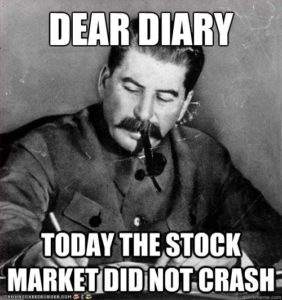 DEAR DIARY
TODAY THE STOCK
MARKET DID NOT CRASH